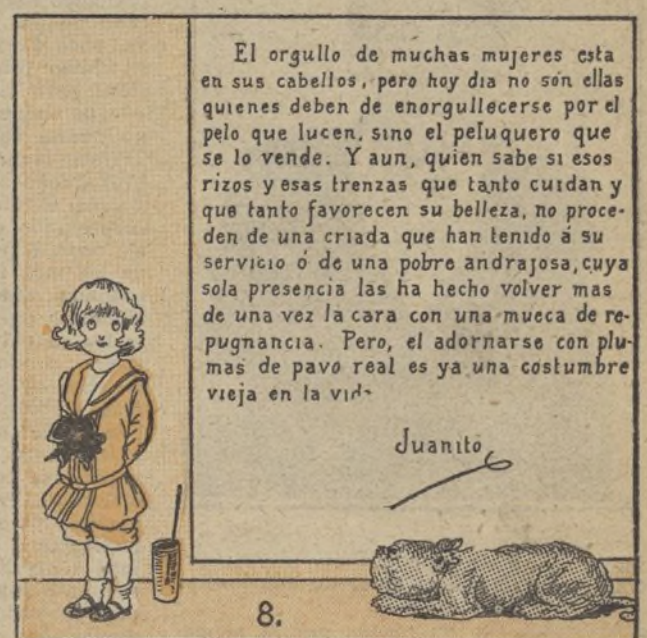 El orgullo de muchas mujeres esta
en sus cabellos, pero hoy dia no son ellas
quienes deben de enorgullecerse por el
pelo que lucen, sino el peluquero que
se lo vende. Y aun, quien sabe si esos
rizos y esas trenzas que tanto cuidan y
que tanto favorecen su belleza, no proce-
den de una criada que han tenido á su
servicio ó de una pobre andrajosa, cuya
sola presencia las ha hecho volver mas
de una vez la cara con una mueca de re-
pugnancia. Pero, el adornarse con plu-
mas de pavo real es ya una costumbre
vieja en la
Juanito
8.